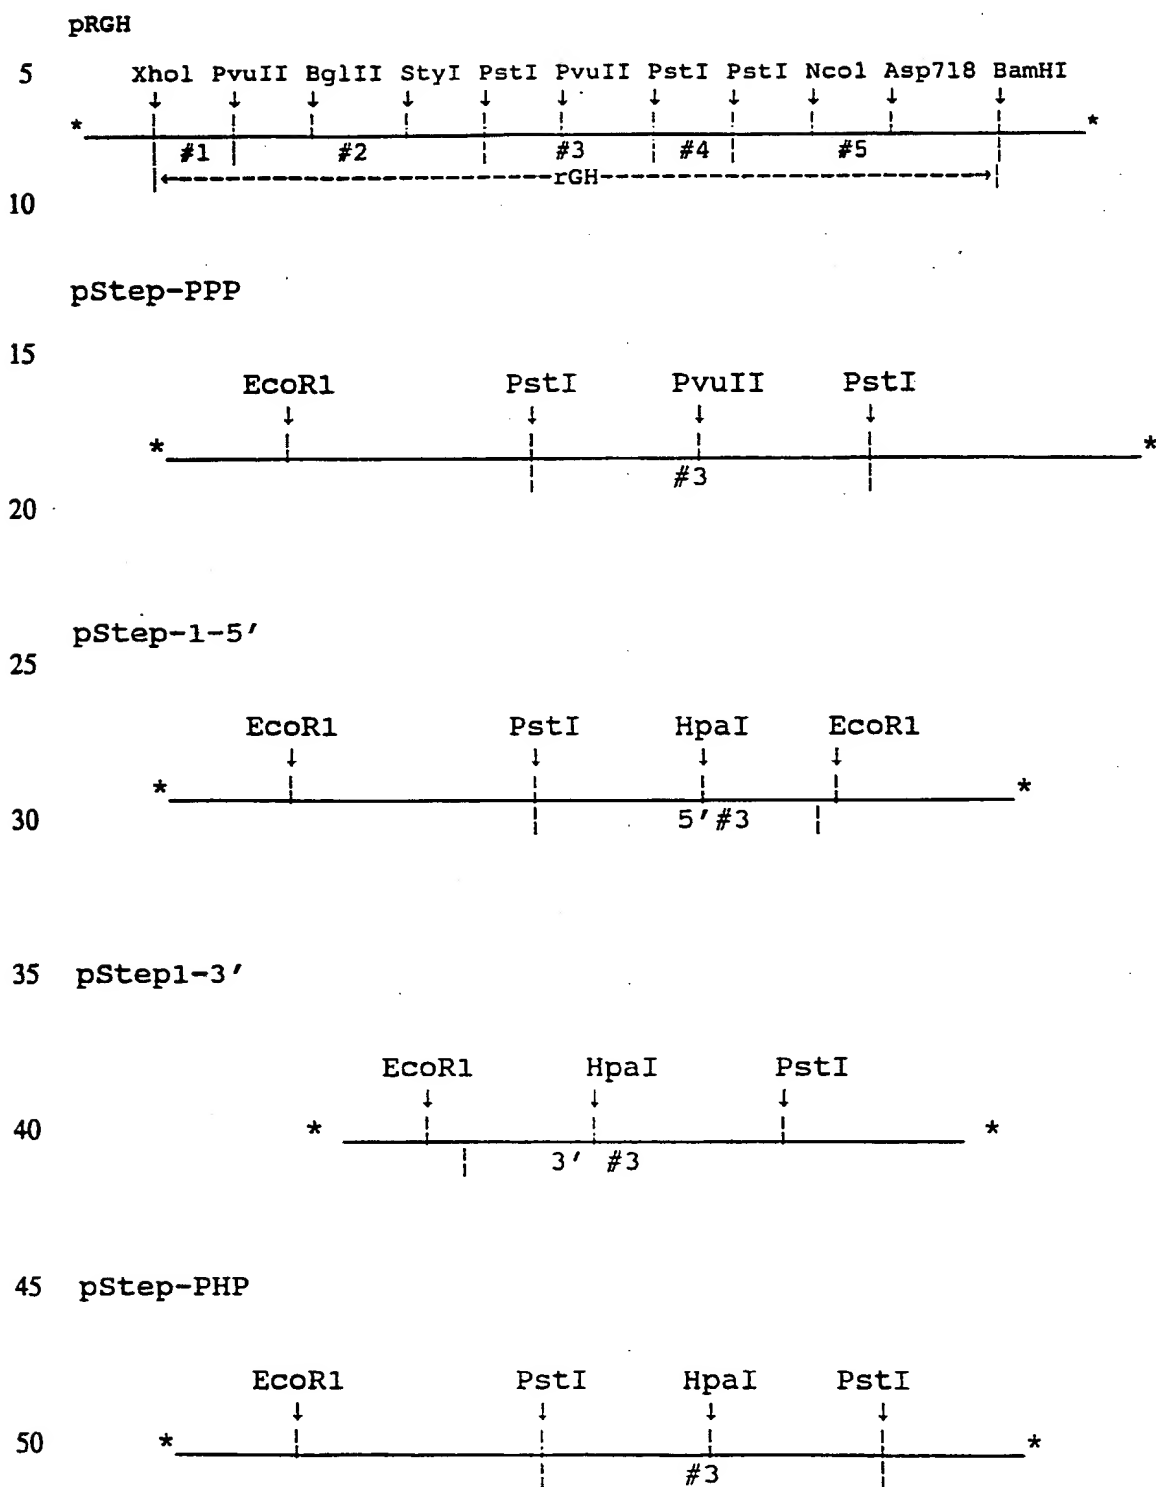 pRGH
5 Xho1 PvuII BglII StyI PstI PvuII PstI PstI Nco1 Asp718 BamHI
↓ ↓ ↓ ↓ ↓ ↓ ↓ ↓ ↓ ↓ ↓
* *
#1 #2 #3 #4 #5
rGH
10
pStep-PPP
15
EcoR1 PstI PvuII PstI
↓ ↓ ↓ ↓
* *
#3
20
pStep-1-5'
25
EcoR1 PstI HpaI EcoR1
↓ ↓ ↓ ↓
* *
30 5'#3
35 pStep1-3'
EcoR1 HpaI PstI
↓ ↓ ↓
40 * *
3' #3
45 pStep-PHP
EcoR1 PstI HpaI PstI
↓ ↓ ↓ ↓
50 * *
#3